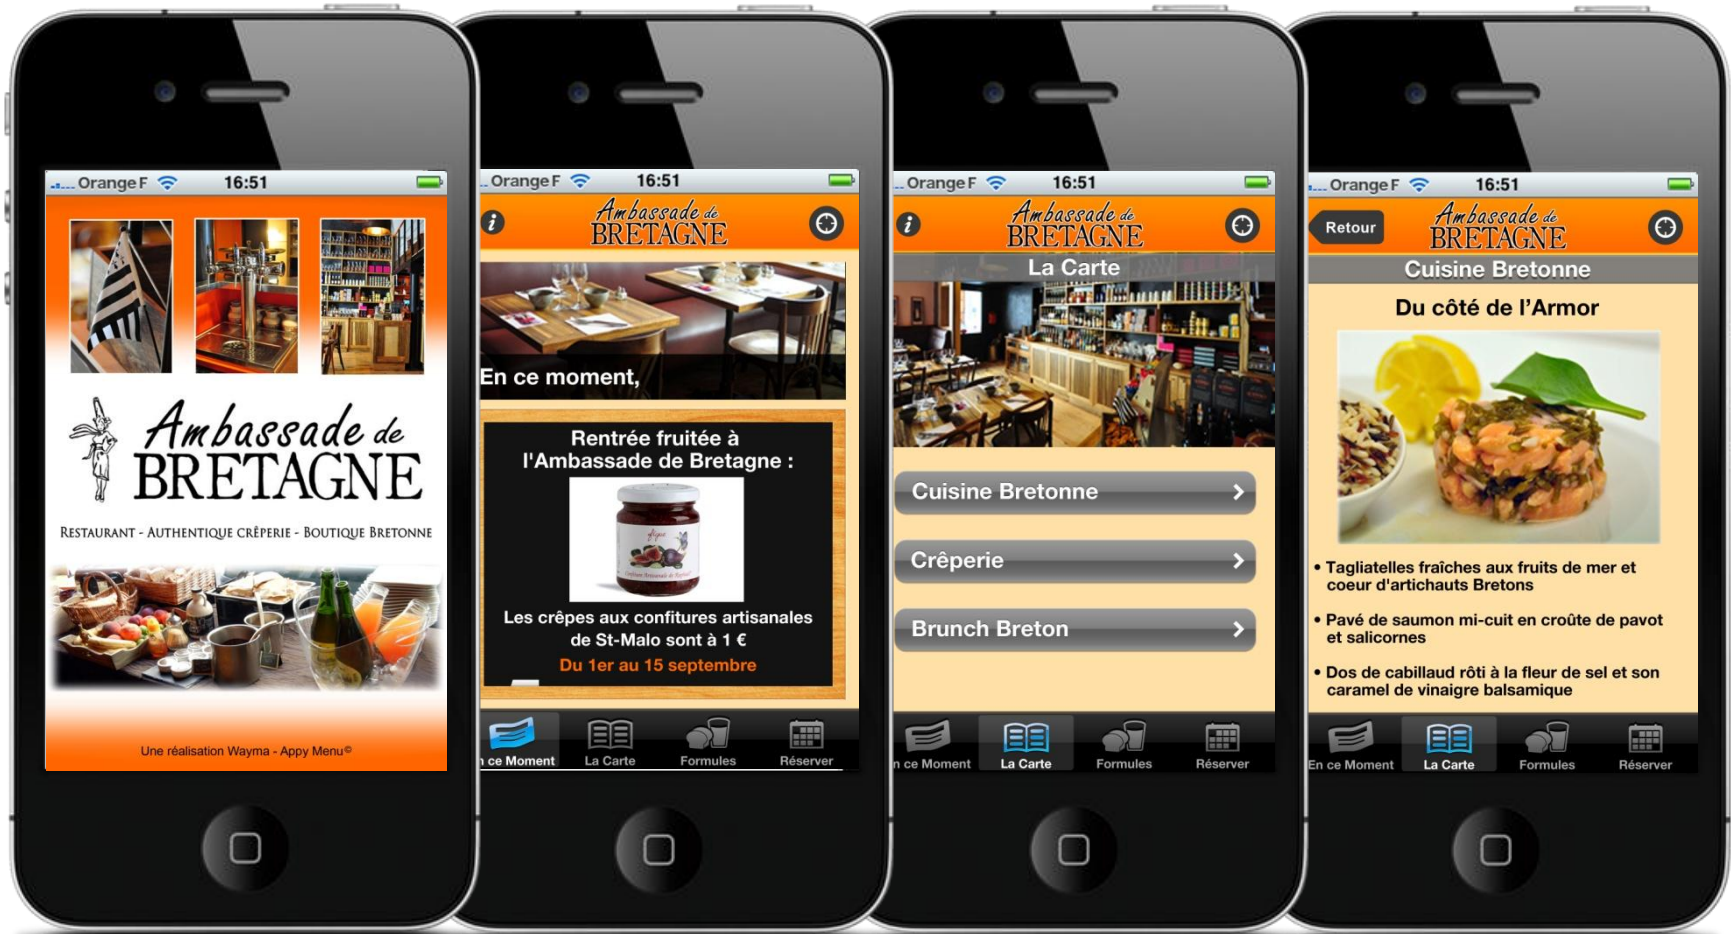 Orange F 16:51
Ambassade de
BRETAGNE
RESTAURANT - AUTHENTIQUE CRÊPERIE - BOUTIQUE BRETONNE
Une réalisation Wayma - Appy Menu©
Orange F 16:51
i
Ambassade de
BRETAGNE
En ce moment,
Rentrée fruitée à
l'Ambassade de Bretagne :
Les crêpes aux confitures artisanales
de St-Malo sont à 1 €
Du 1er au 15 septembre
n ce Moment La Carte Formules Réserver
Orange F 16:51
i
Ambassade de
BRETAGNE
La Carte
Cuisine Bretonne
Crêperie
Brunch Breton
n ce Moment La Carte Formules Réserver
Orange F 16:51
Retour
Ambassade de
BRETAGNE
Cuisine Bretonne
Du côté de l'Armor
• Tagliatelles fraîches aux fruits de mer et
coeur d'artichauts Bretons
• Pavé de saumon mi-cuit en croûte de pavot
et salicornes
• Dos de cabillaud rôti à la fleur de sel et son
caramel de vinaigre balsamique
En ce Moment La Carte Formules Réserver